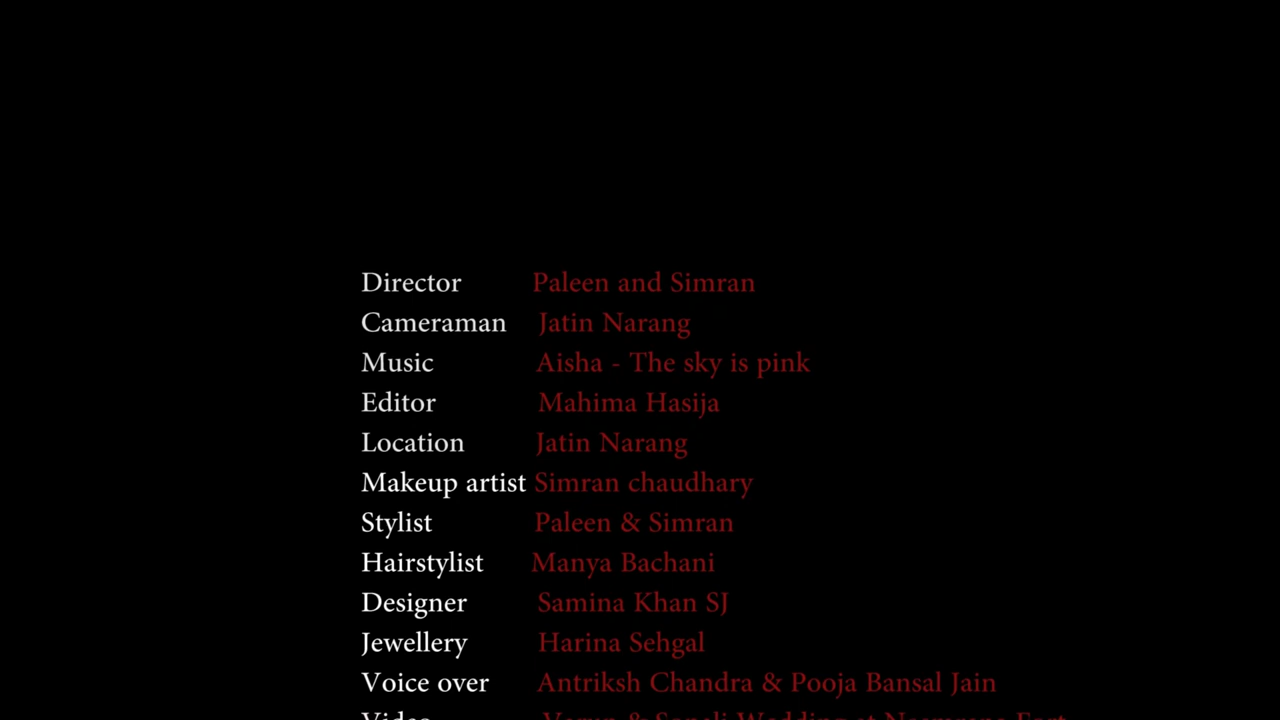 Director Paleen and Simran
Cameraman Jatin Narang
Music Aisha - The sky is pink
Editor Mahima Hasija
Location Jatin Narang
Makeup artist Simran chaudhary
Stylist Paleen & Simran
Hairstylist Manya Bachani
Designer Samina Khan SJ
Jewellery Harina Sehgal
Voice over Antriksh Chandra & Pooja Bansal Jain
Video